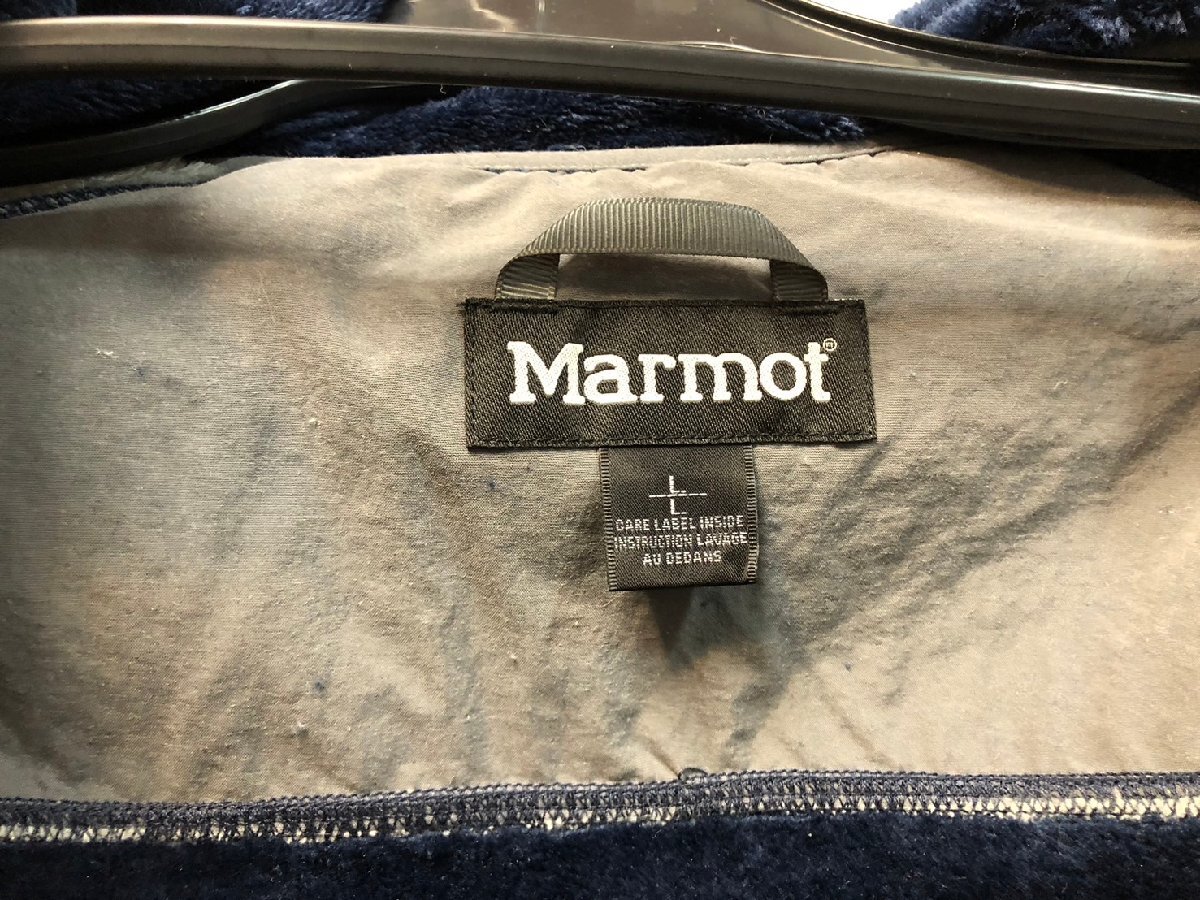 Marmot®
L
L
CARE LABEL INSIDE
INSTRUCTION LAVAGE
AU DEDANS